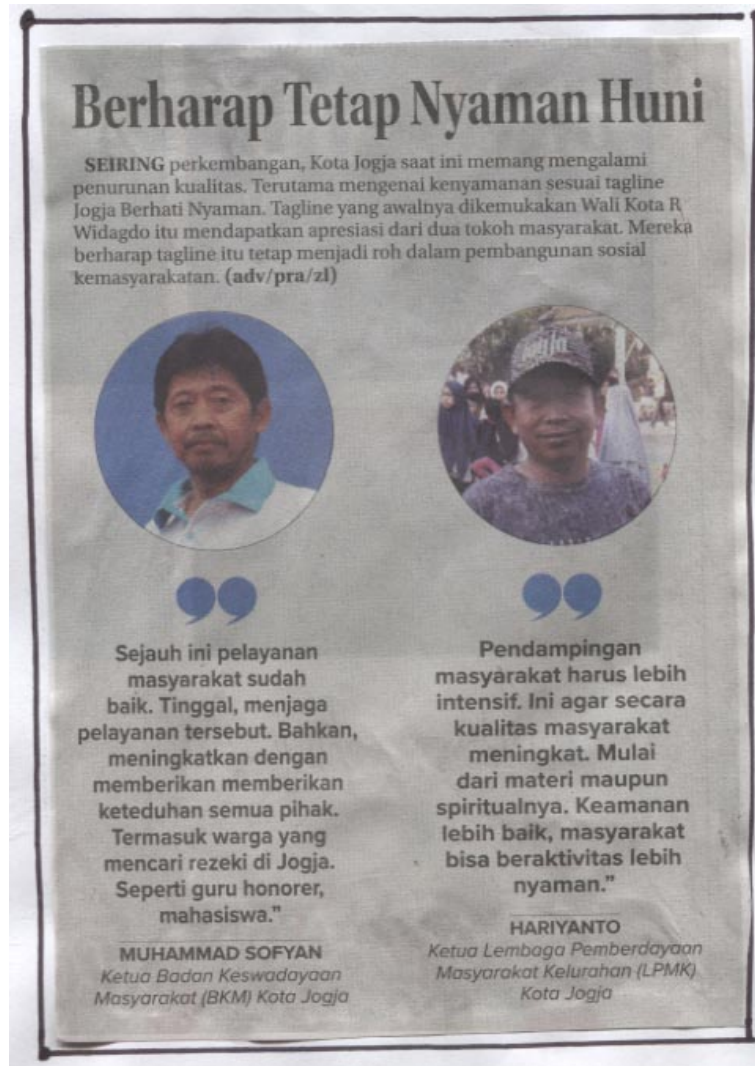 Berharap Tetap Nyaman Huni
SEIRING perkembangan, Kota Jogja saat ini memang mengalami
penurunan kualitas. Terutama mengenai kenyamanan sesuai tagline
Jogja Berhati Nyaman. Tagline yang awalnya dikemukakan Wali Kota R
Widagdo itu mendapatkan apresiasi dari dua tokoh masyarakat. Mereka
berharap tagline itu tetap menjadi roh dalam pembangunan sosial
kemasyarakatan. (adv/pra/zl)
Sejauh ini pelayanan
masyarakat sudah
baik. Tinggal, menjaga
pelayanan tersebut. Bahkan,
meningkatkan dengan
memberikan memberikan
keteduhan semua pihak.
Termasuk warga yang
mencari rezeki di Jogja.
Seperti guru honorer,
mahasiswa.”
MUHAMMAD SOFYAN
Ketua Badan Keswadayaan
Masyarakat (BKM) Kota Jogja
Pendampingan
masyarakat harus lebih
intensif. Ini agar secara
kualitas masyarakat
meningkat. Mulai
dari materi maupun
spiritualnya. Keamanan
lebih baik, masyarakat
bisa beraktivitas lebih
nyaman.”
HARIYANTO
Ketua Lembaga Pemberdayaan
Masyarakat Kelurahan (LPMK)
Kota Jogja